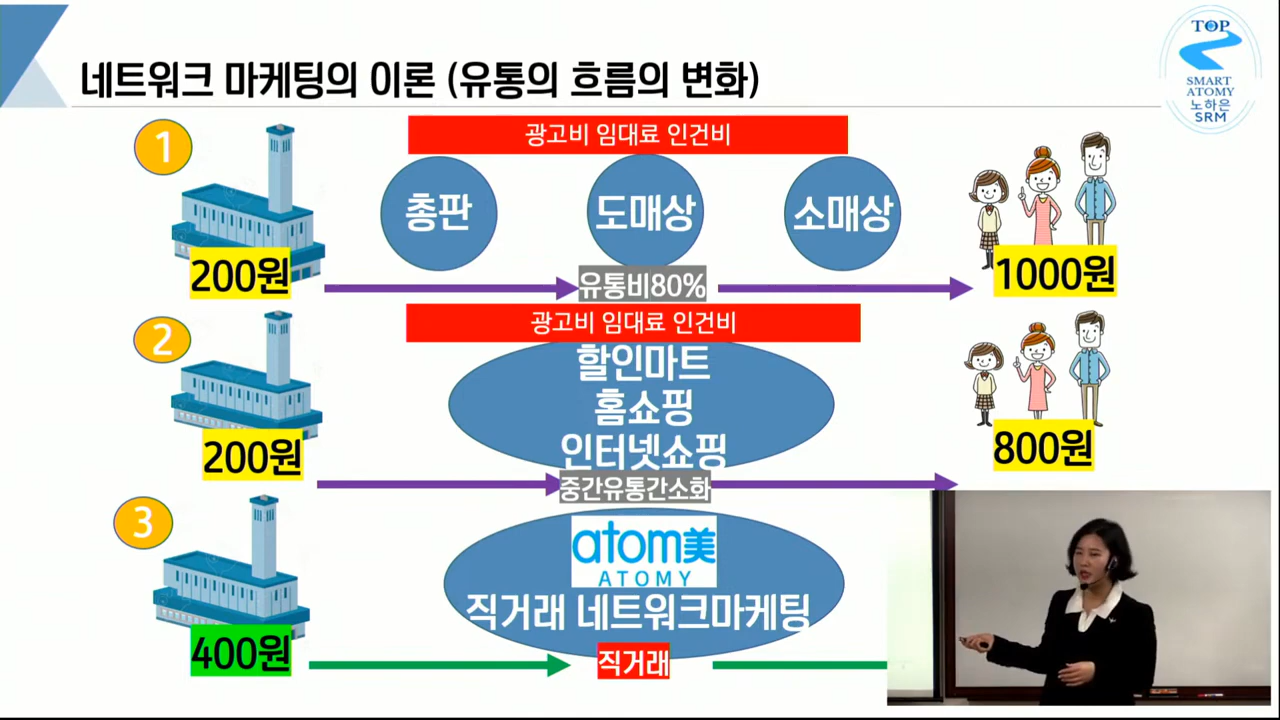 네트워크 마케팅의 이론 (유통의 흐름의 변화)
TOP
SMART
ATOMY
노하은
SRM
1
광고비 임대료 인건비
총판
도매상
소매상
200원
유통비80%
1000원
2
광고비 임대료 인건비
할인마트
홈쇼핑
인터넷쇼핑
200원
중간유통간소화
800원
3
atom美
ATOMY
직거래 네트워크마케팅
400원
직거래